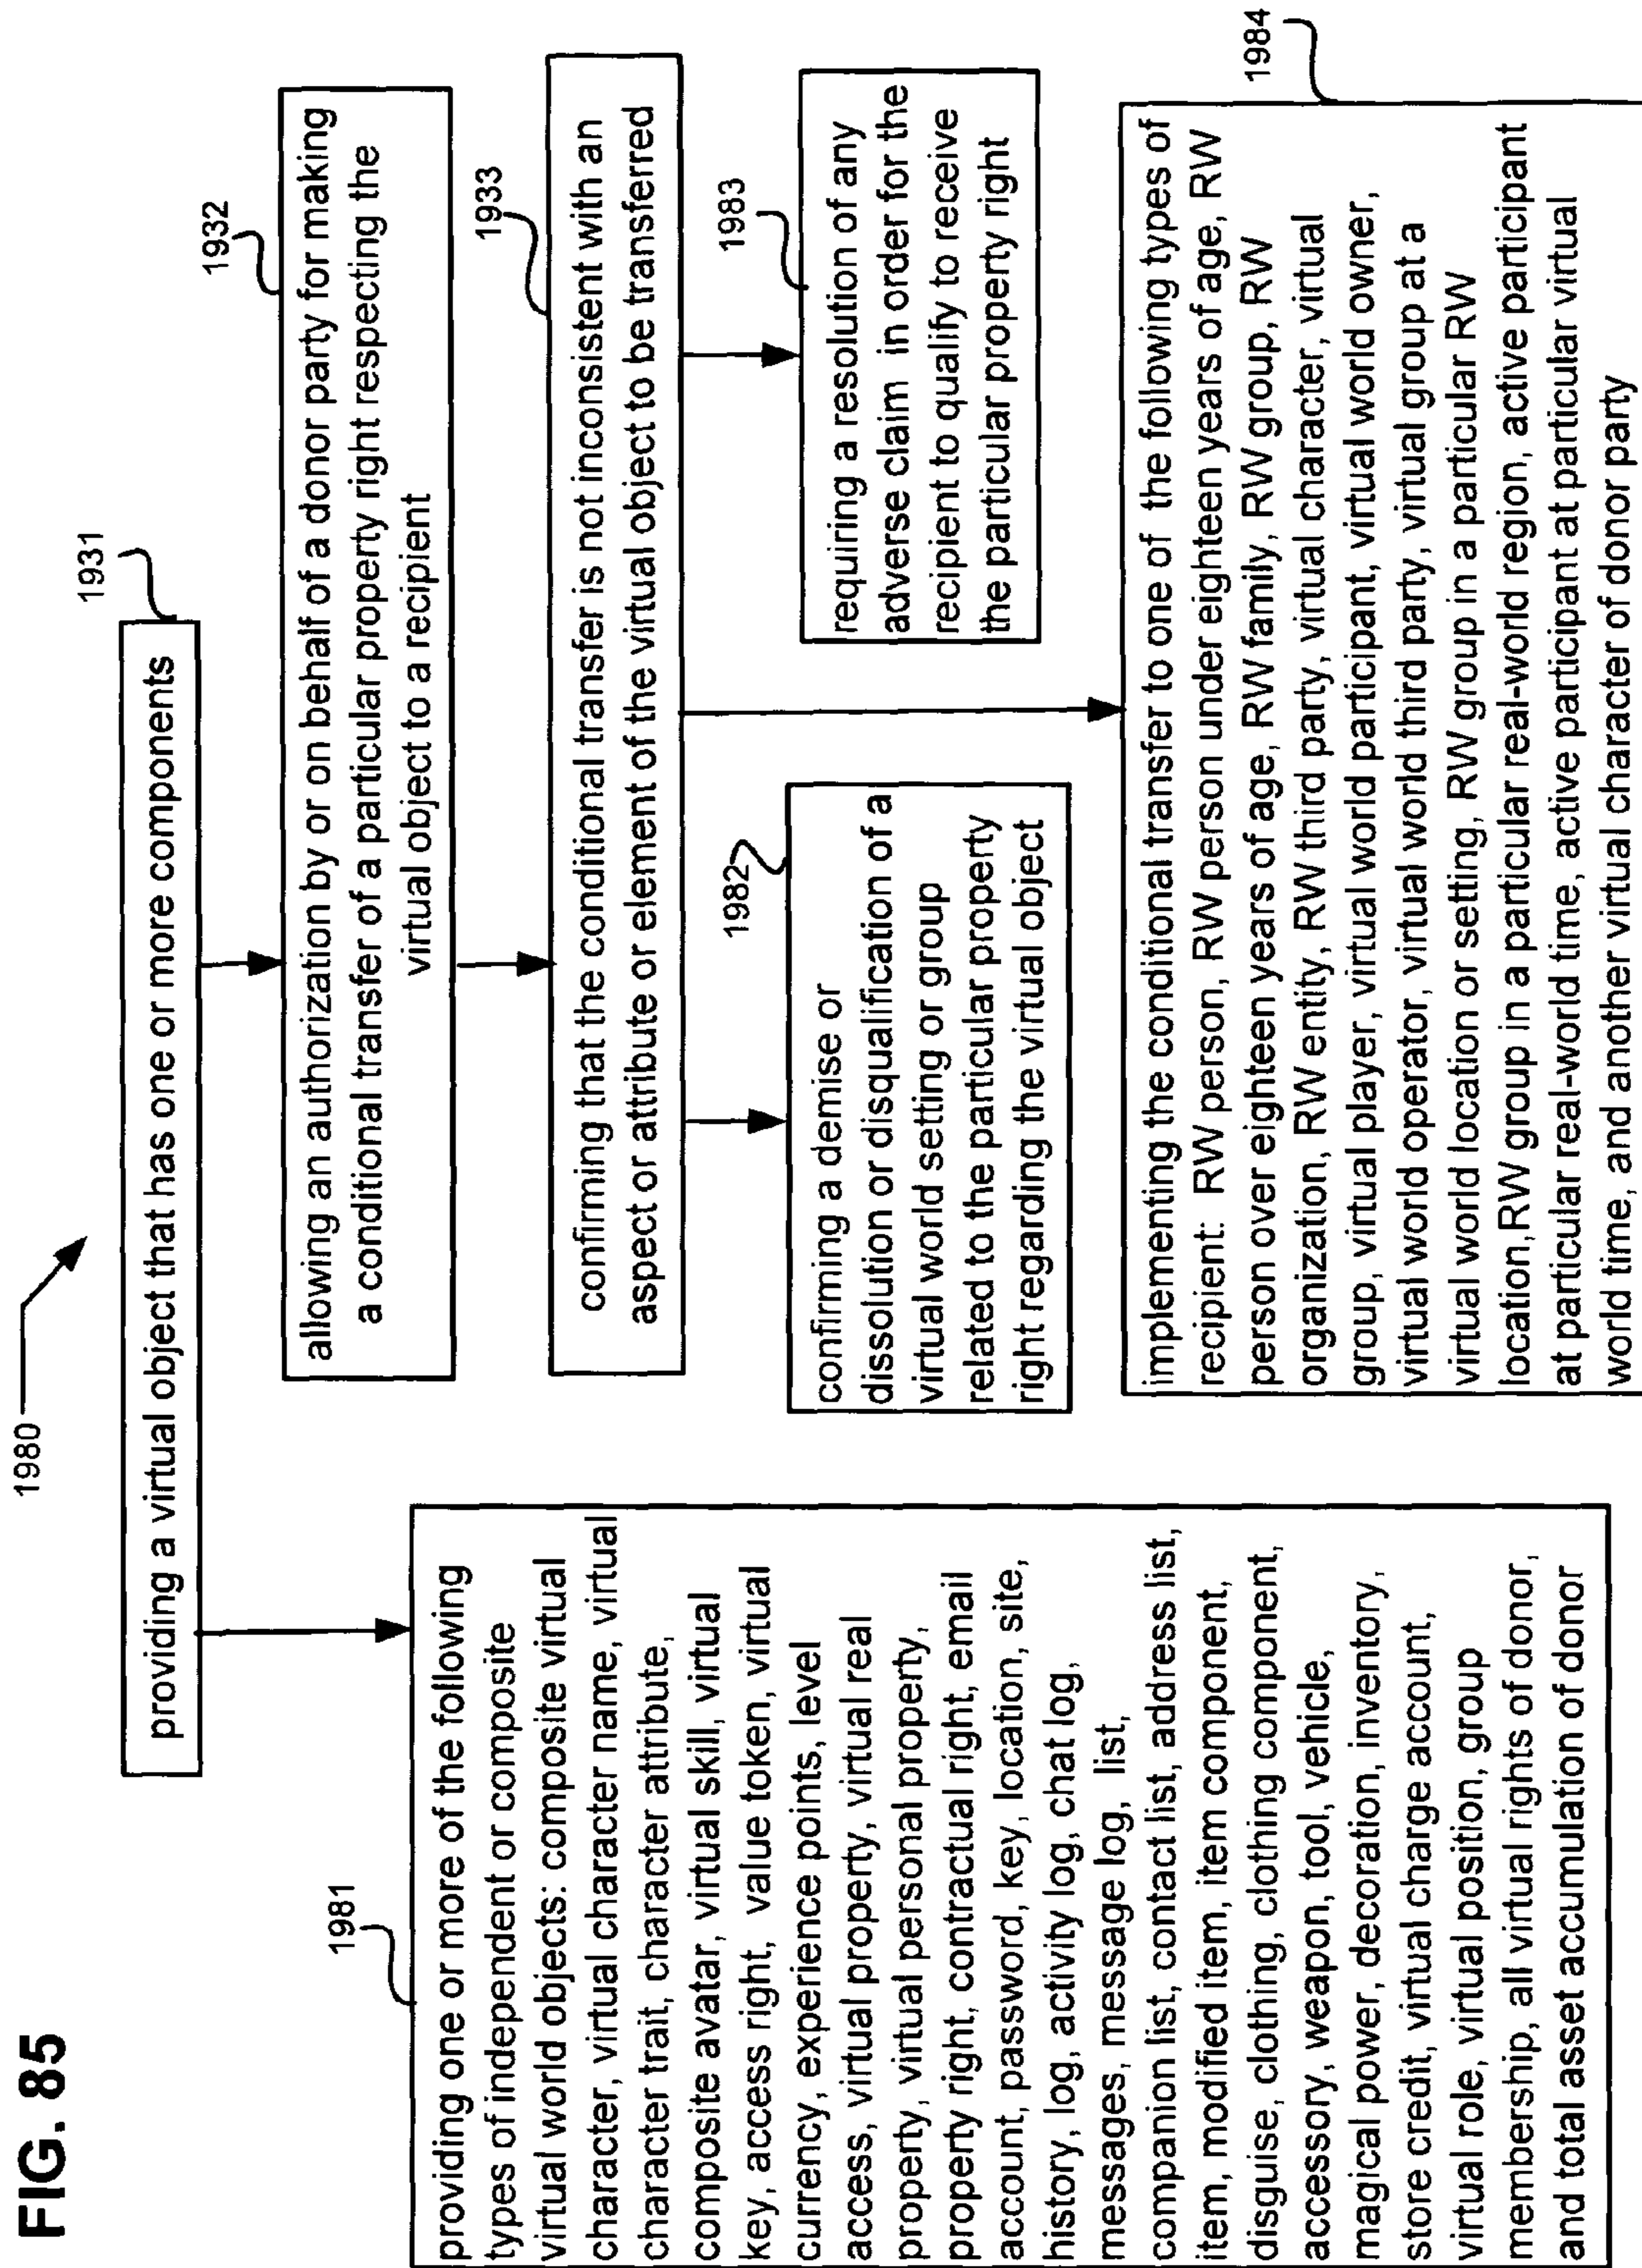 FIG. 85
1980
1931
providing a virtual object that has one or more components
1932
allowing an authorization by or on behalf of a donor party for making
a conditional transfer of a particular property right respecting the
virtual object to a recipient
1933
confirming that the conditional transfer is not inconsistent with an
aspect or attribute or element of the virtual object to be transferred
1981
providing one or more of the following
types of independent or composite
virtual world objects: composite virtual
character, virtual character name, virtual
character trait, character attribute,
composite avatar, virtual skill, virtual
key, access right, value token, virtual
currency, experience points, level
access, virtual property, virtual real
property, virtual personal property,
property right, contractual right, email
account, password, key, location, site,
history, log, activity log, chat log,
messages, message log, list,
companion list, contact list, address list,
item, modified item, item component,
disguise, clothing, clothing component,
accessory, weapon, tool, vehicle,
magical power, decoration, inventory,
store credit, virtual charge account,
virtual role, virtual position, group
membership, all virtual rights of donor,
and total asset accumulation of donor
1982
confirming a demise or
dissolution or disqualification of a
virtual world setting or group
related to the particular property
right regarding the virtual object
1983
requiring a resolution of any
adverse claim in order for the
recipient to qualify to receive
the particular property right
1984
implementing the conditional transfer to one of the following types of
recipient: RW person, RW person under eighteen years of age, RW
person over eighteen years of age, RW family, RW group, RW
organization, RW entity, RW third party, virtual character, virtual
group, virtual player, virtual world participant, virtual world owner,
virtual world operator, virtual world third party, virtual group at a
virtual world location or setting, RW group in a particular RW
location, RW group in a particular real-world region, active participant
at particular real-world time, active participant at particular virtual
world time, and another virtual character of donor party